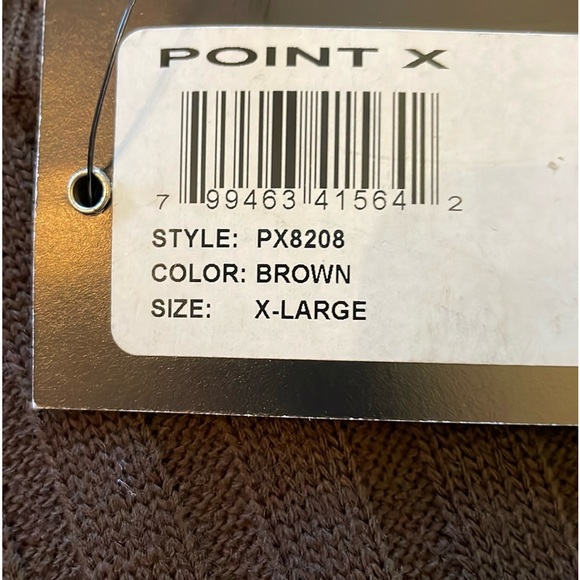 POINT X
7 99463 41564 2
STYLE: PX8208
COLOR: BROWN
SIZE: X-LARGE